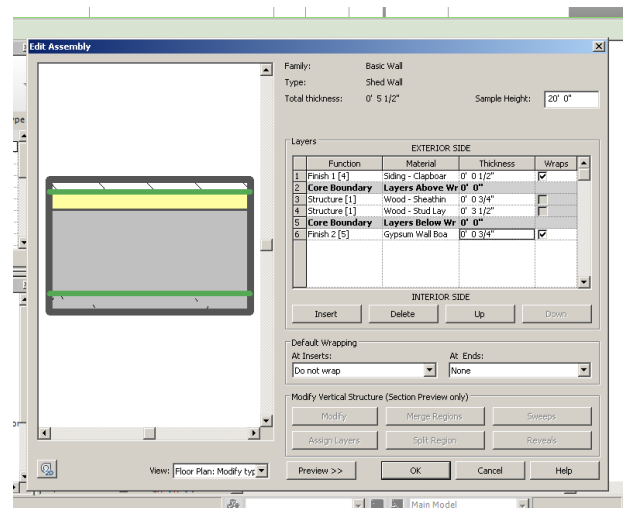 Edit Assembly
Family: Basic Wall
Type: Shed Wall
Total thickness: 0' 5 1/2" Sample Height: 20' 0"
Layers
EXTERIOR SIDE
Function Material Thickness Wraps
1 Finish 1 [4] Siding - Clapboar 0' 0 1/2"
2 Core Boundary Layers Above Wr 0' 0"
3 Structure [1] Wood - Sheathin 0' 0 3/4"
4 Structure [1] Wood - Stud Lay 0' 3 1/2"
5 Core Boundary Layers Below Wr 0' 0"
6 Finish 2 [5] Gypsum Wall Boa 0' 0 3/4"
INTERIOR SIDE
Insert Delete Up Down
Default Wrapping
At Inserts: At Ends:
Do not wrap None
Modify Vertical Structure (Section Preview only)
Modify Merge Regions Sweeps
Assign Layers Split Region Reveals
View: Floor Plan: Modify typ Preview >> OK Cancel Help
Main Model